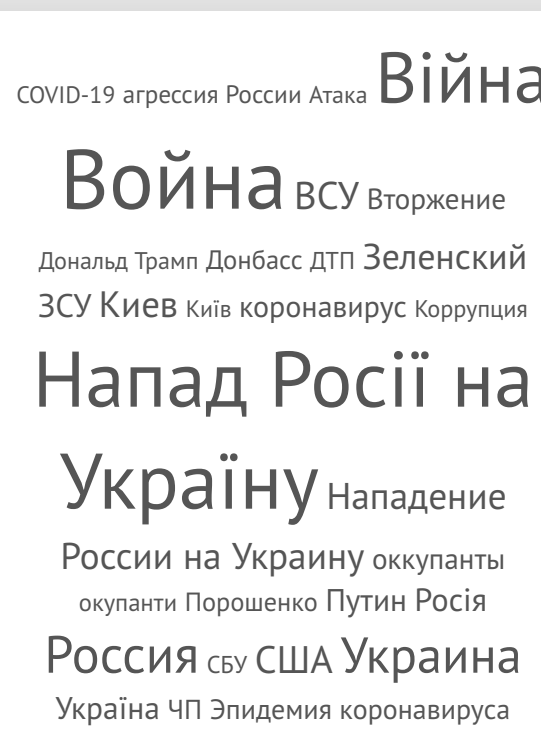 COVID-19 агрессия России Атака Війна
Война ВСУ Вторжение
Дональд Трамп Донбасс ДТП Зеленский
ЗСУ Киев Київ коронавирус Коррупция
Напад Росії на
Україну Нападение
России на Украину оккупанты
окупанти Порошенко Путин Росія
Россия СБУ США Украина
Україна ЧП Эпидемия коронавируса